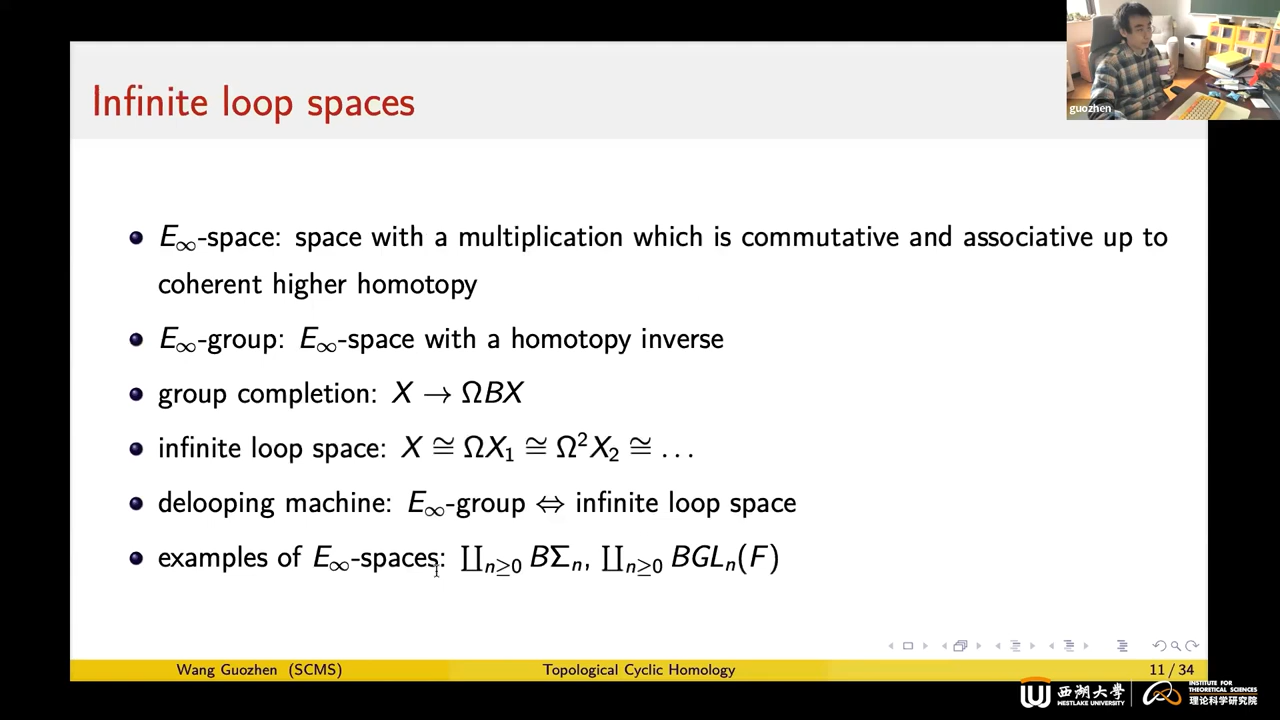 guozhen
Infinite loop spaces
E∞-space: space with a multiplication which is commutative and associative up to
coherent higher homotopy
E∞-group: E∞-space with a homotopy inverse
group completion: X → ΩBX
infinite loop space: X ≅ ΩX₁ ≅ Ω²X₂ ≅ ...
delooping machine: E∞-group ⇔ infinite loop space
examples of E∞-spaces: ∐n≥0 BΣn, ∐n≥0 BGLn(F)
Wang Guozhen (SCMS) Topological Cyclic Homology 11 / 34
西湖大學
WESTLAKE UNIVERSITY
INSTITUTE FOR
THEORETICAL SCIENCES
理论科学研究院